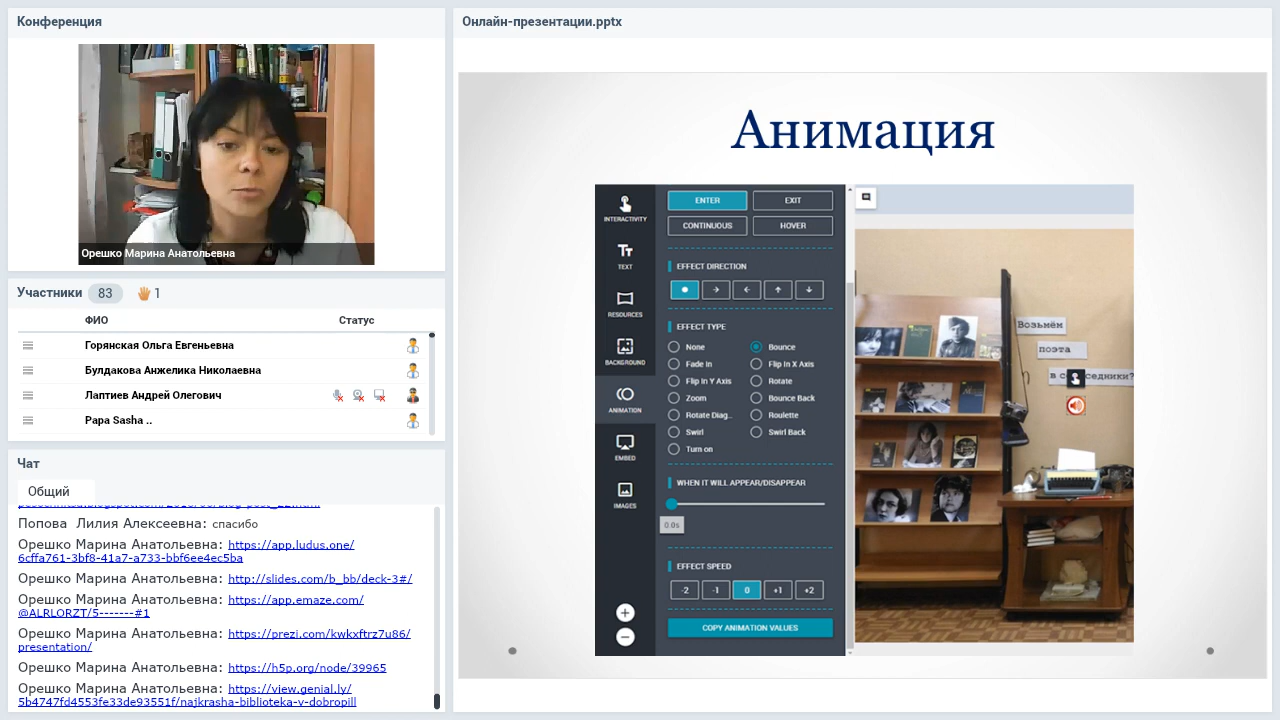 Конференция
Орешко Марина Анатольевна
Участники 83 1
ФИО Статус
Горянская Ольга Евгеньевна
Булдакова Анжелика Николаевна
Лаптиев Андрей Олегович
Papa Sasha ..
Чат
Общий
Попова Лилия Алексеевна: спасибо
Орешко Марина Анатольевна: https://app.ludus.one/
6cffa761-3bf8-41a7-a733-bbf6ee4ec5ba
Орешко Марина Анатольевна: http://slides.com/b_bb/deck-3#/
Орешко Марина Анатольевна: https://app.emaze.com/
@ALRLORZT/5-------#1
Орешко Марина Анатольевна: https://prezi.com/kwkxftrz7u86/
presentation/
Орешко Марина Анатольевна: https://h5p.org/node/39965
Орешко Марина Анатольевна: https://view.genial.ly/
5b4747fd4553fe33de93551f/najkrasha-biblioteka-v-dobropill
Онлайн-презентации.pptx
Анимация
INTERACTIVITY
TEXT
RESOURCES
BACKGROUND
ANIMATION
EMBED
IMAGES
ENTER EXIT
CONTINUOUS HOVER
EFFECT DIRECTION
EFFECT TYPE
None Bounce
Fade In Flip In X Axis
Flip In Y Axis Rotate
Zoom Bounce Back
Rotate Diag.. Roulette
Swirl Swirl Back
Turn on
WHEN IT WILL APPEAR/DISAPPEAR
0.0s
EFFECT SPEED
-2 -1 0 +1 +2
COPY ANIMATION VALUES
Возьмём
поэта
в с седники?